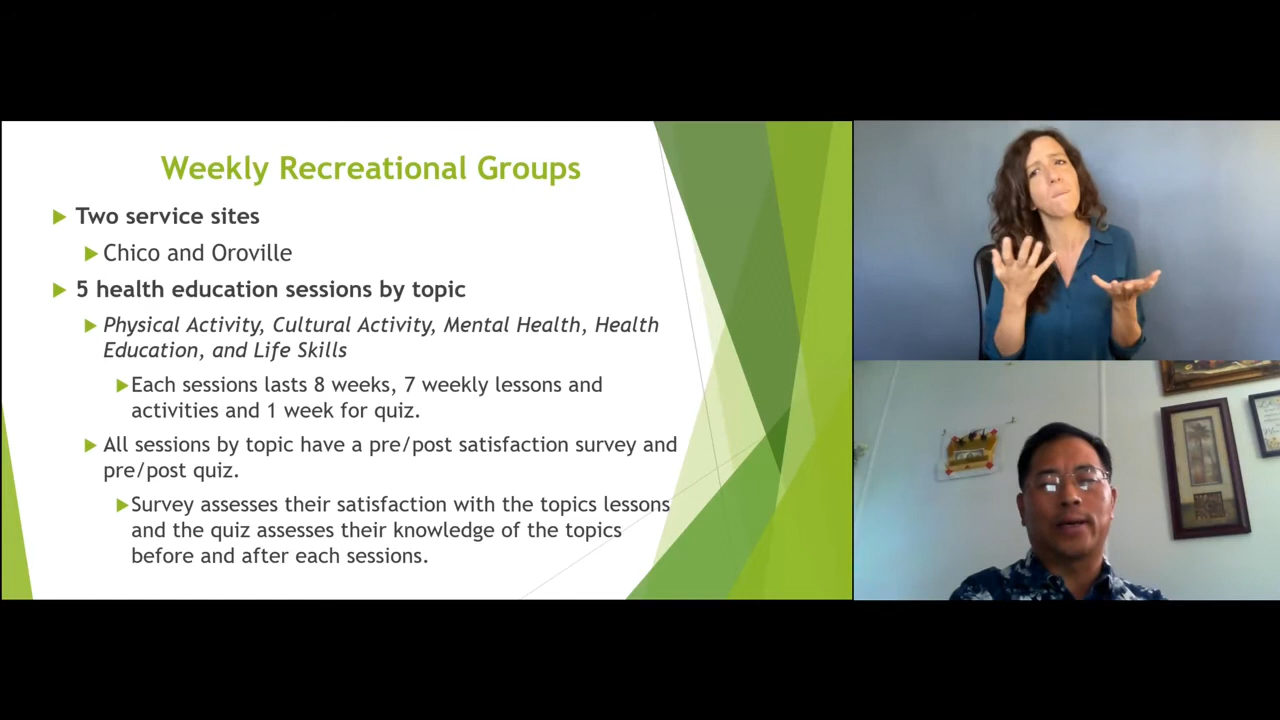 Weekly Recreational Groups
Two service sites
Chico and Oroville
5 health education sessions by topic
Physical Activity, Cultural Activity, Mental Health, Health
Education, and Life Skills
Each sessions lasts 8 weeks, 7 weekly lessons and
activities and 1 week for quiz.
All sessions by topic have a pre/post satisfaction survey and
pre/post quiz.
Survey assesses their satisfaction with the topics lessons
and the quiz assesses their knowledge of the topics
before and after each sessions.